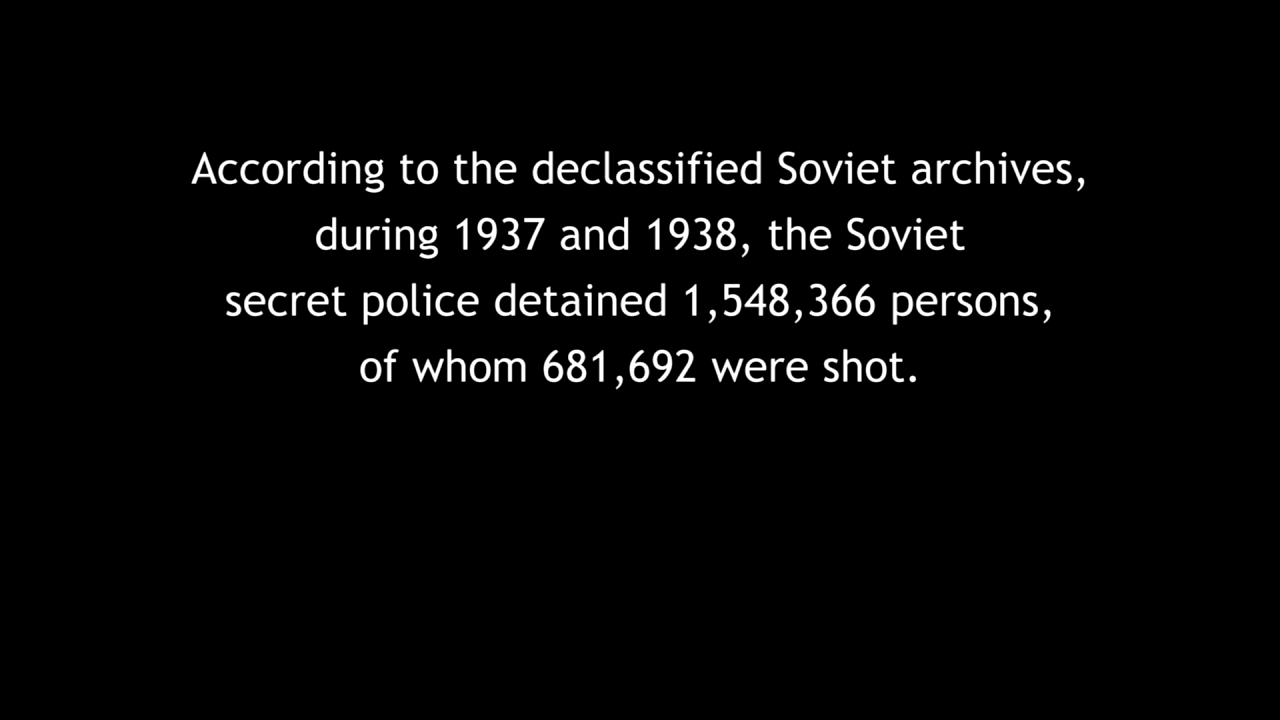 According to the declassified Soviet archives,
during 1937 and 1938, the Soviet
secret police detained 1,548,366 persons,
of whom 681,692 were shot.